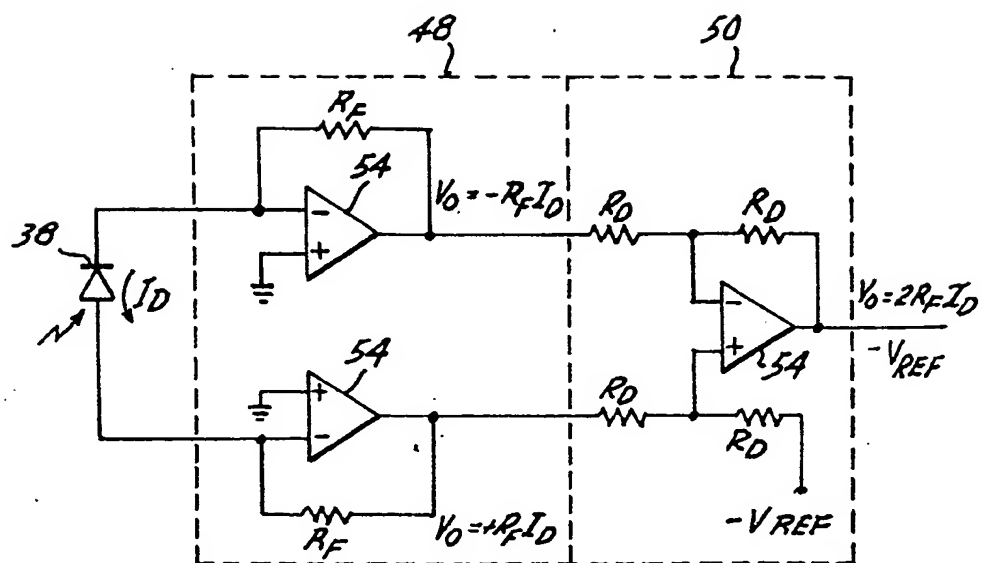 48
50
R_F
54
V_O = -R_F I_D
R_D
R_D
38
I_D
-
+
-
+
V_O = 2R_F I_D
-V_REF
54
54
+
-
R_D
R_D
R_F
V_O = +R_F I_D
-V REF